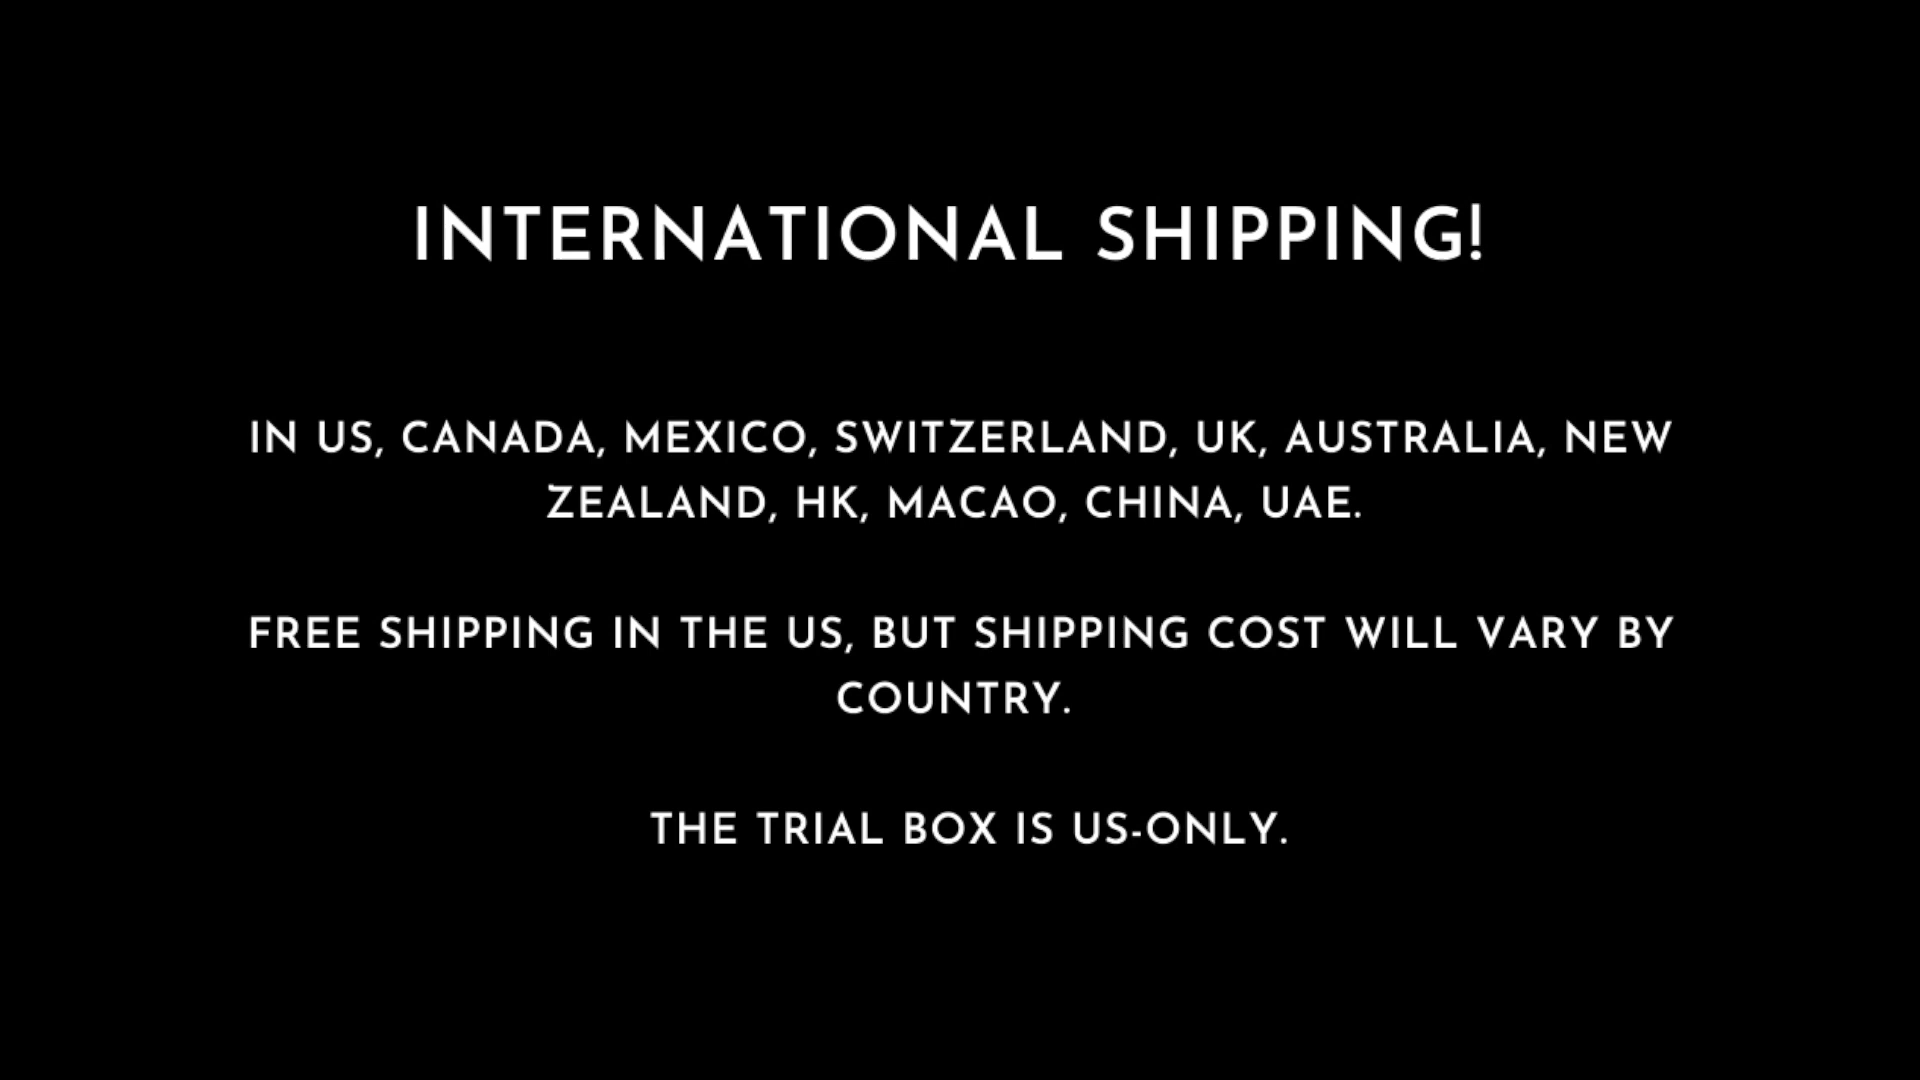 INTERNATIONAL SHIPPING!
IN US, CANADA, MEXICO, SWITZERLAND, UK, AUSTRALIA, NEW
ZEALAND, HK, MACAO, CHINA, UAE.
FREE SHIPPING IN THE US, BUT SHIPPING COST WILL VARY BY
COUNTRY.
THE TRIAL BOX IS US-ONLY.